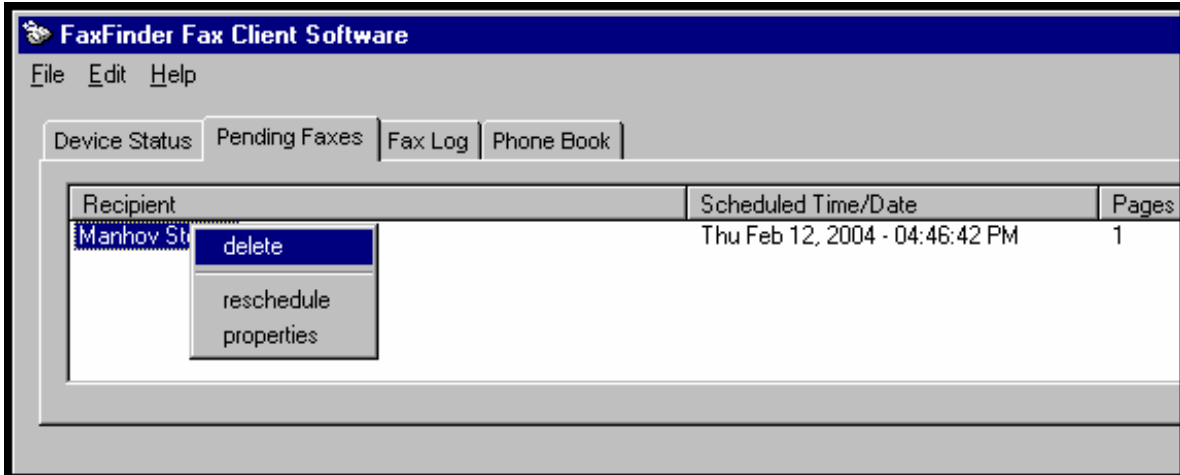 FaxFinder Fax Client Software
File Edit Help
Device Status Pending Faxes Fax Log Phone Book
Recipient Scheduled Time/Date Pages
Manhov Thu Feb 12, 2004 - 04:46:42 PM 1
delete
reschedule
properties